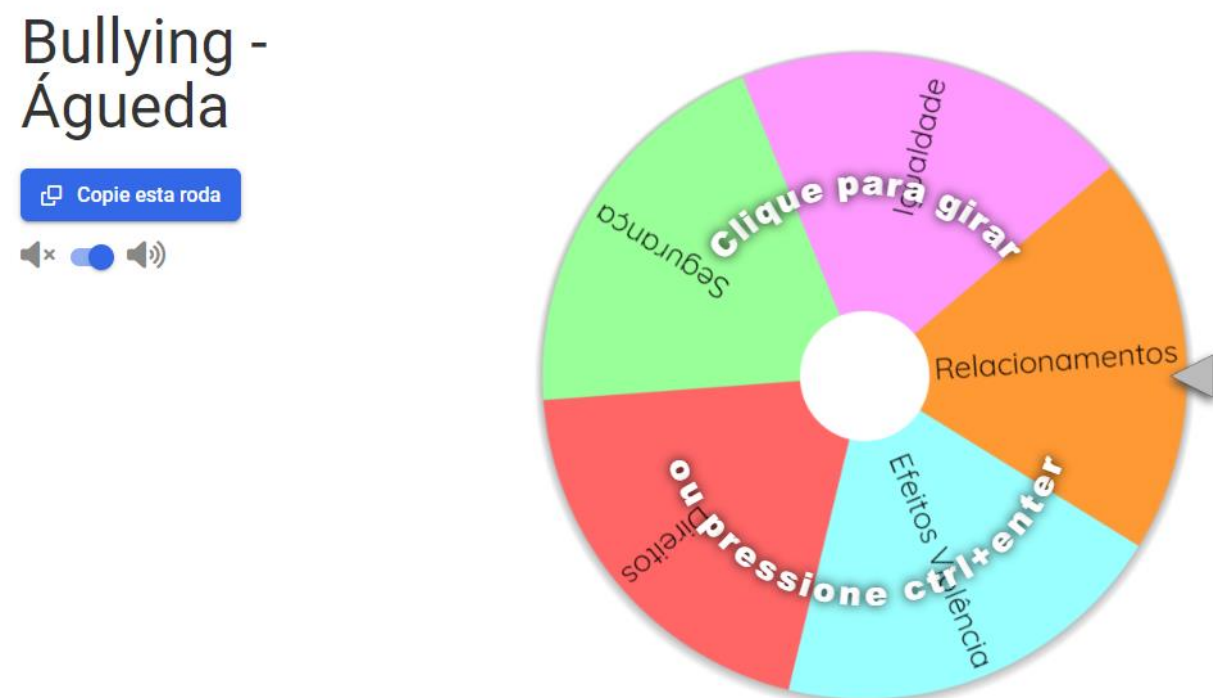 Bullying -
Águeda
Copie esta roda
Clique para girar
ou pressione ctrl+enter
Igualdade
Relacionamentos
Efeitos Violência
Direitos
Segurança